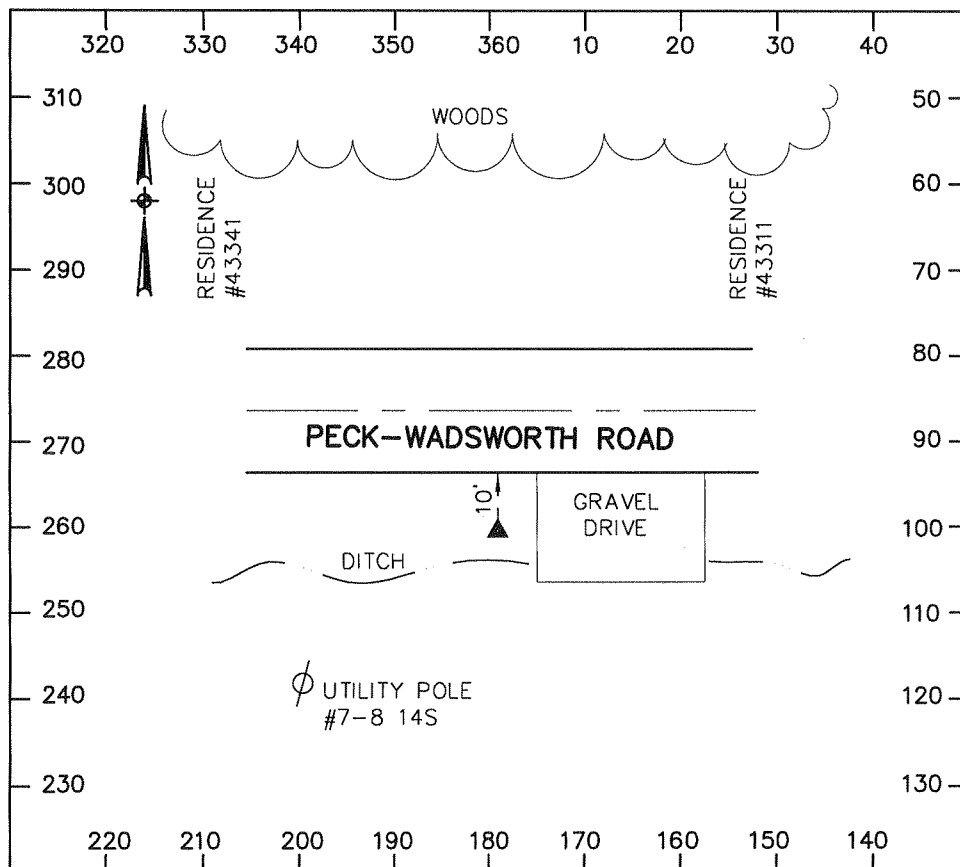 320 330 340 350 360 10 20 30 40
310 50
WOODS
300 60
RESIDENCE
#43341
RESIDENCE
#43311
290 70
280 80
270 90
PECK-WADSWORTH ROAD
10'
GRAVEL
DRIVE
260 100
DITCH
250 110
240 120
UTILITY POLE
#7-8 14S
230 130
220 210 200 190 180 170 160 150 140